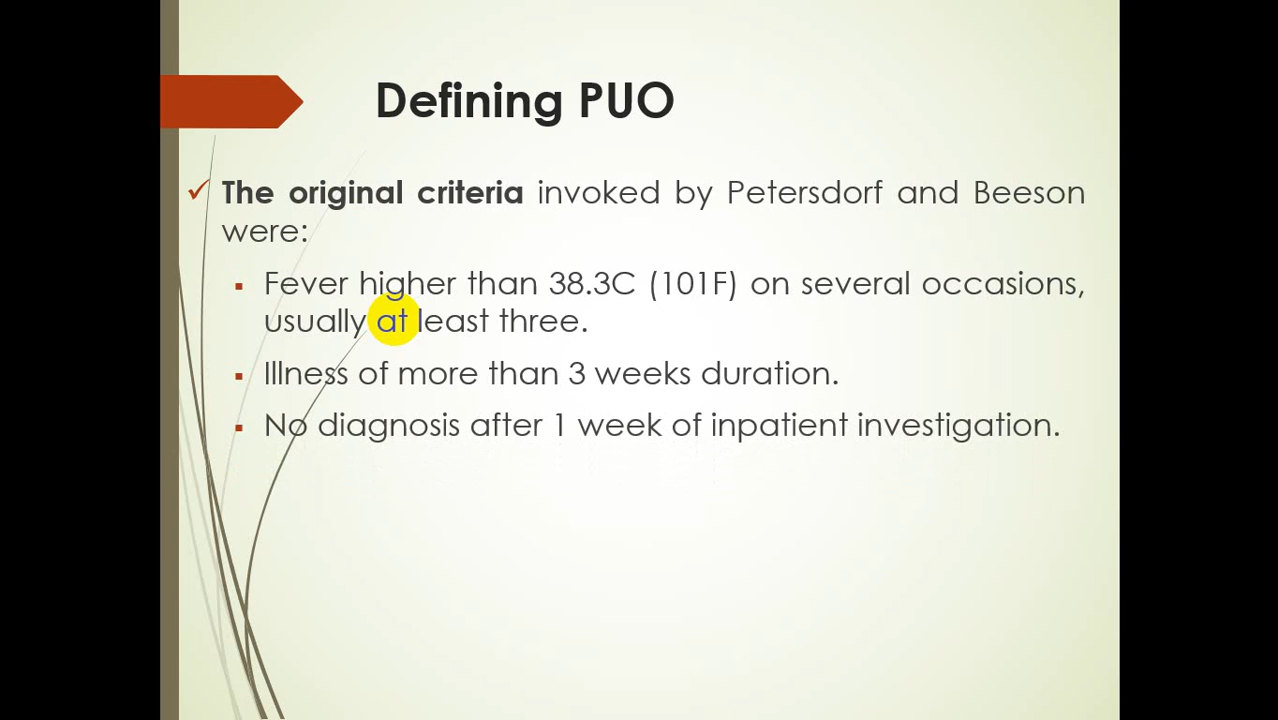 Defining PUO
The original criteria invoked by Petersdorf and Beeson
were:
Fever higher than 38.3C (101F) on several occasions,
usually at least three.
Illness of more than 3 weeks duration.
No diagnosis after 1 week of inpatient investigation.